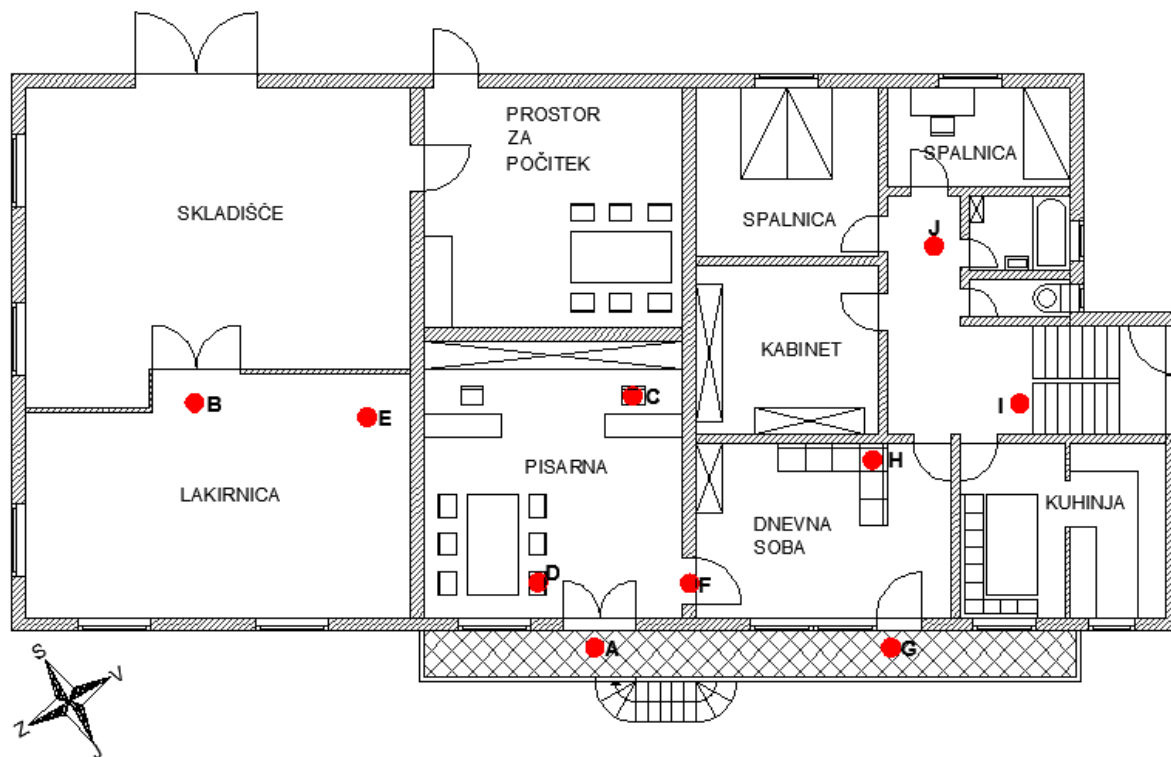 PROSTOR
ZA
POČITEK
SPALNICA
SKLADIŠČE
SPALNICA
J
KABINET
B
E
C
I
PISARNA
H
LAKIRNICA
DNEVNA
SOBA
KUHINJA
D
F
A
G
S
V
Z
J